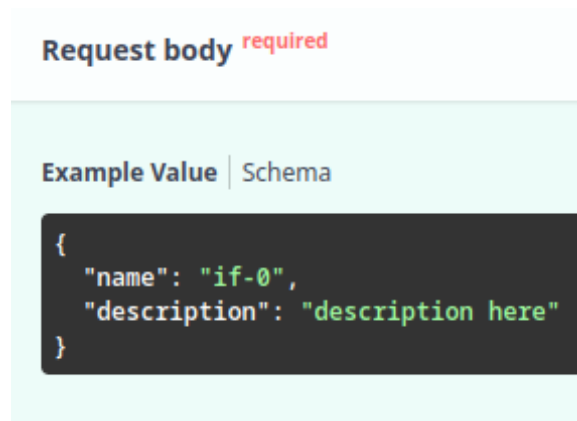 Request body required
Example Value | Schema
{
  "name": "if-0",
  "description": "description here"
}